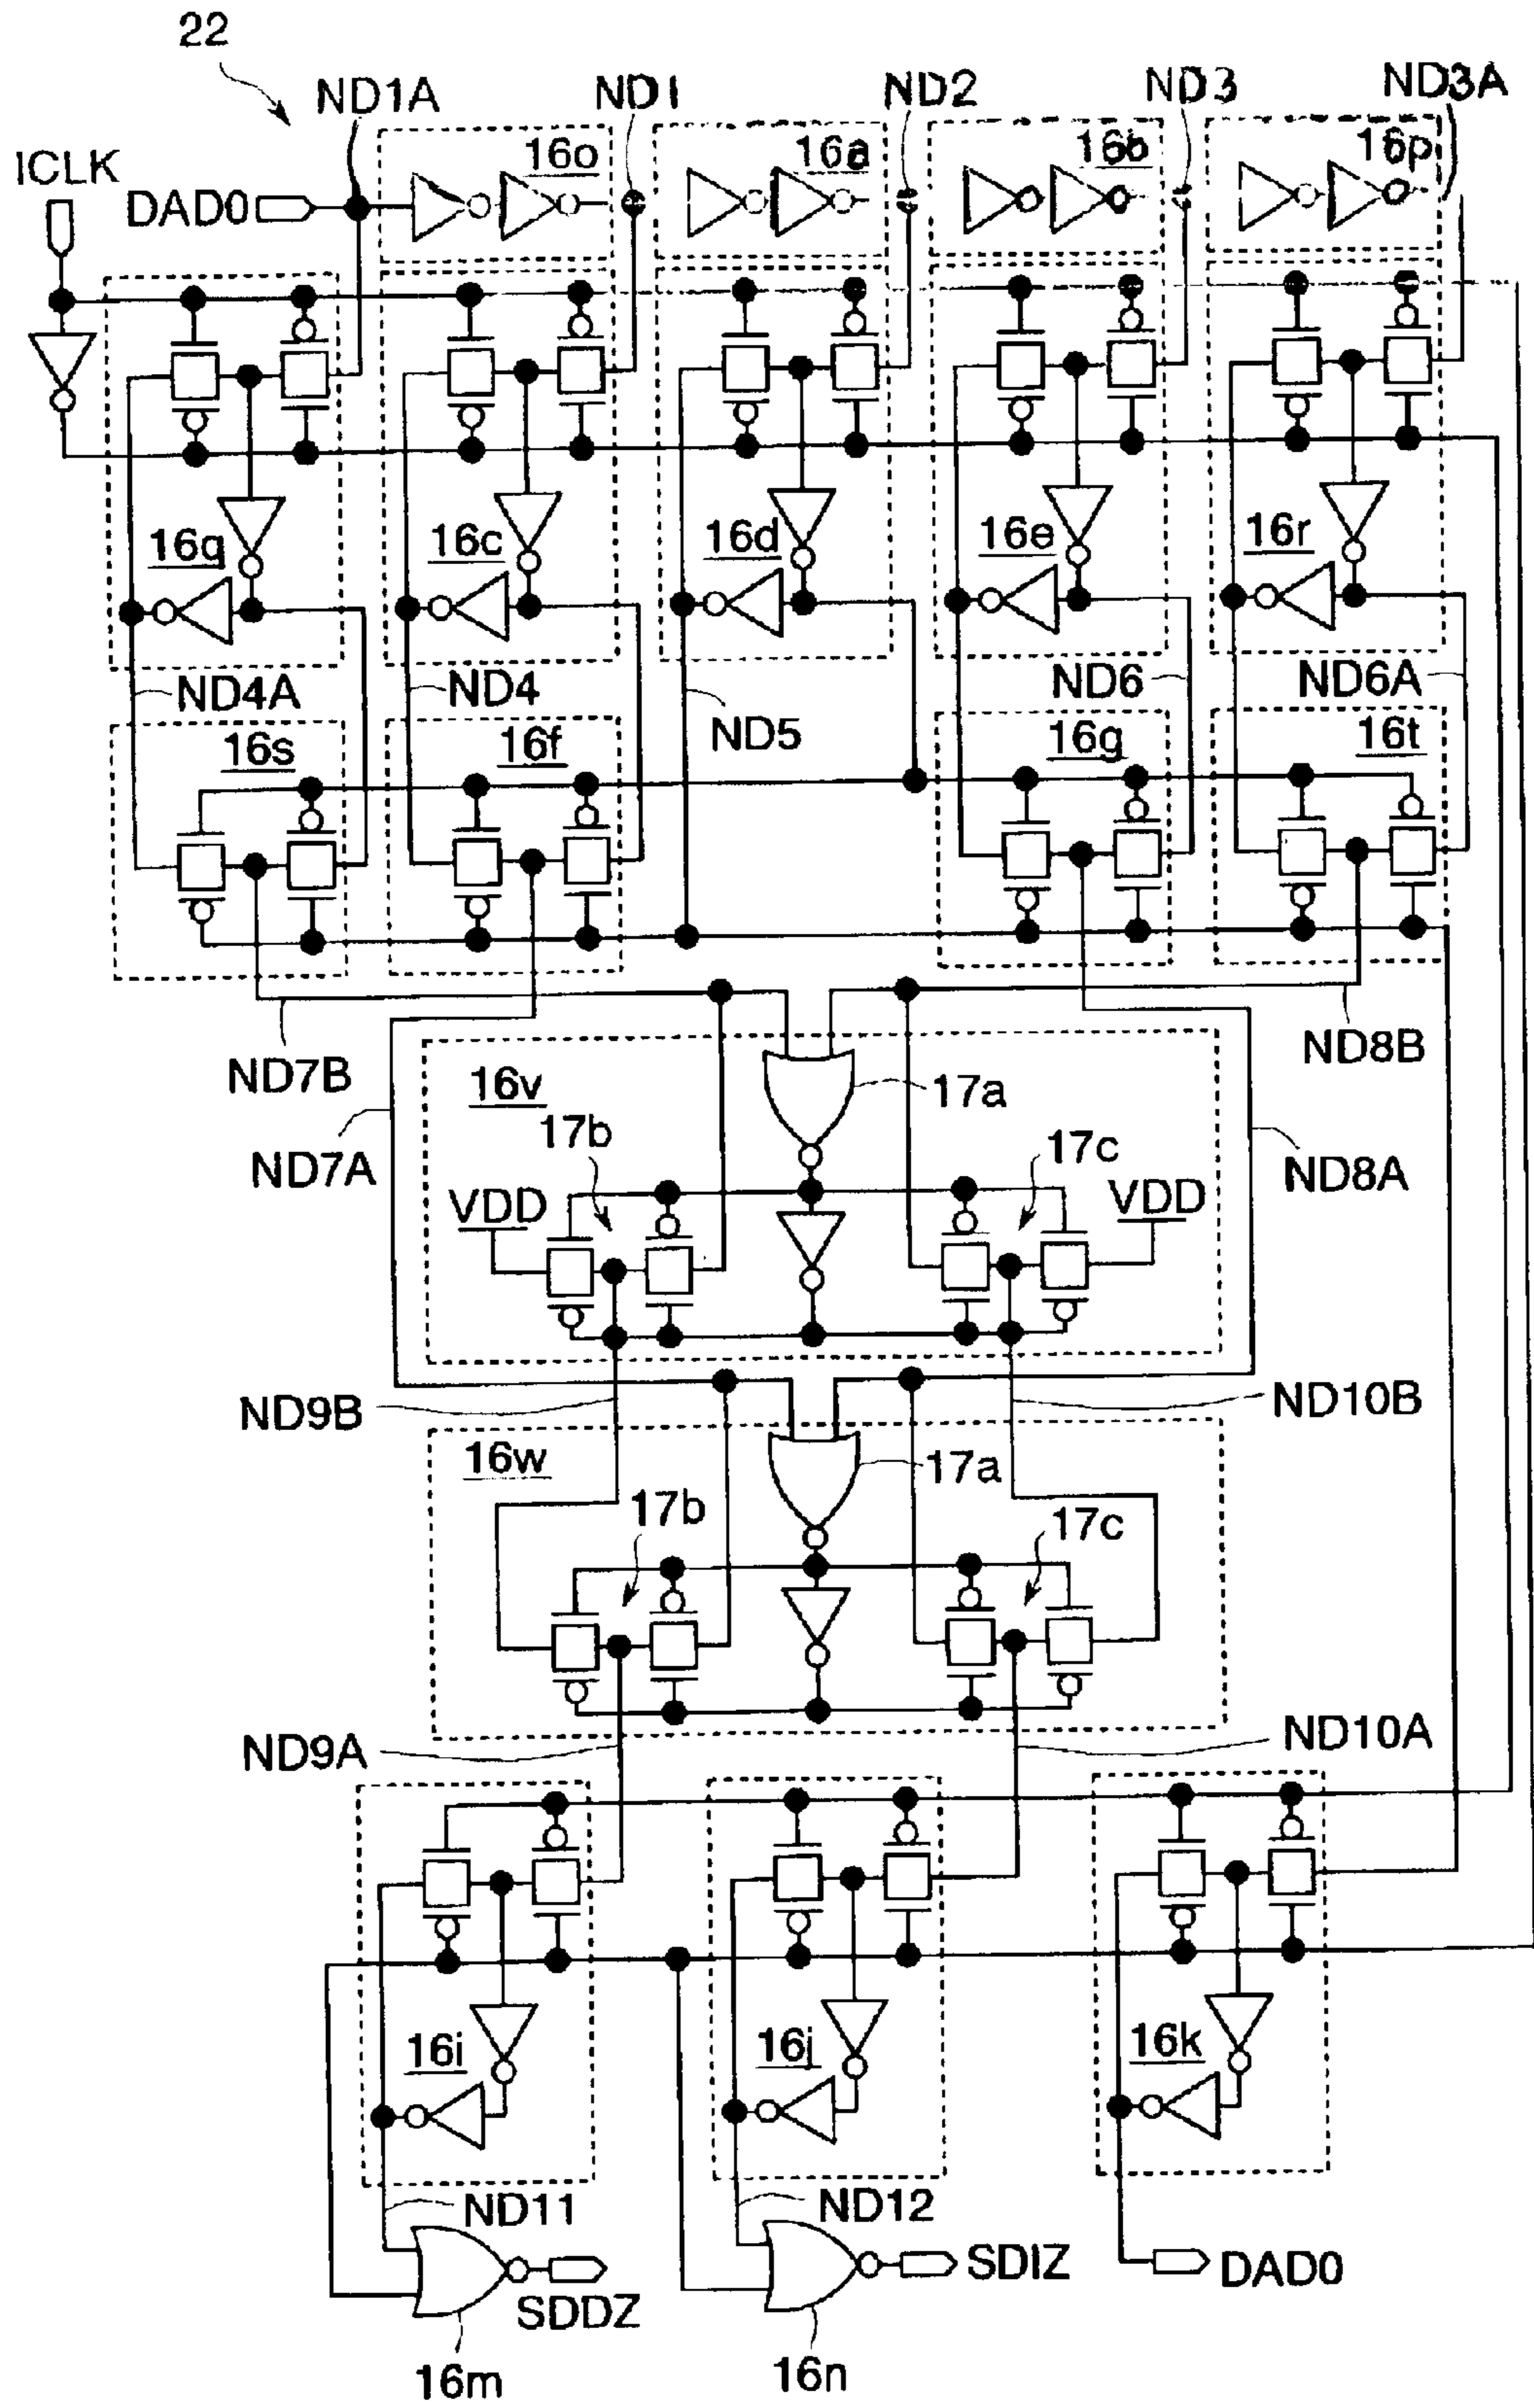 22
ND1A
ND1
ND2
ND3
ND3A
ICLK
DAD0
16o
16a
16b
16p
16q
16c
16d
16e
16r
ND4A
ND4
ND5
ND6
ND6A
16s
16f
16g
16t
ND7B
ND8B
16v
17a
17b
17c
ND7A
ND8A
VDD
VDD
ND9B
ND10B
16w
17a
17b
17c
ND9A
ND10A
16i
16j
16k
ND11
ND12
SDDZ
SDIZ
DAD0
16m
16n